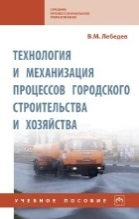 СРЕДНЕЕ
ПРОФЕССИОНАЛЬНОЕ
ОБРАЗОВАНИЕ
В.М. Лебедев
ТЕХНОЛОГИЯ
И МЕХАНИЗАЦИЯ
ПРОЦЕССОВ ГОРОДСКОГО
СТРОИТЕЛЬСТВА
И ХОЗЯЙСТВА
УЧЕБНОЕ ПОСОБИЕ